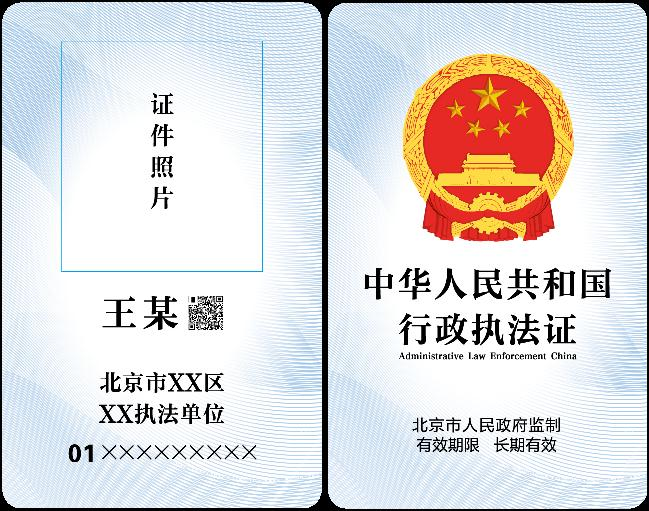 证件照片
王某
北京市XX区
XX执法单位
01×××××××××
中华人民共和国
行政执法证
Administrative Law Enforcement China
北京市人民政府监制
有效期限 长期有效